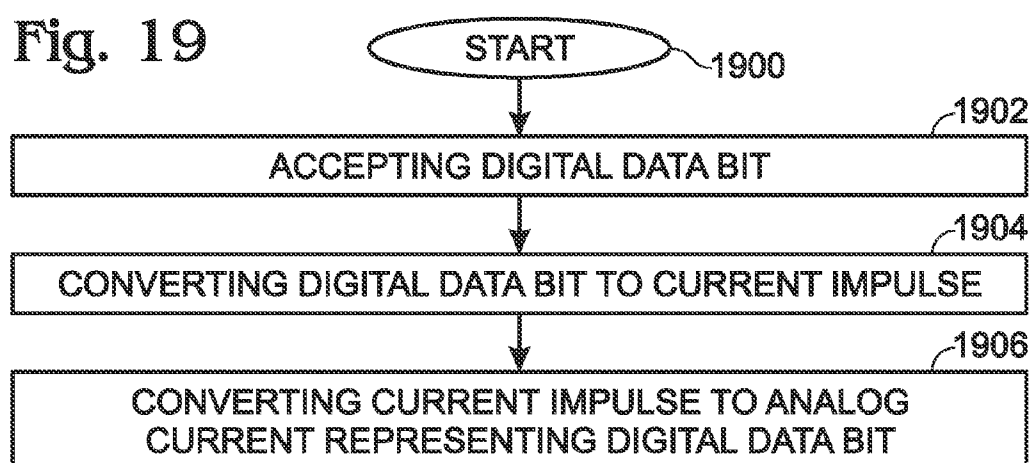 Fig. 19
START
1900
1902
ACCEPTING DIGITAL DATA BIT
1904
CONVERTING DIGITAL DATA BIT TO CURRENT IMPULSE
1906
CONVERTING CURRENT IMPULSE TO ANALOG
CURRENT REPRESENTING DIGITAL DATA BIT